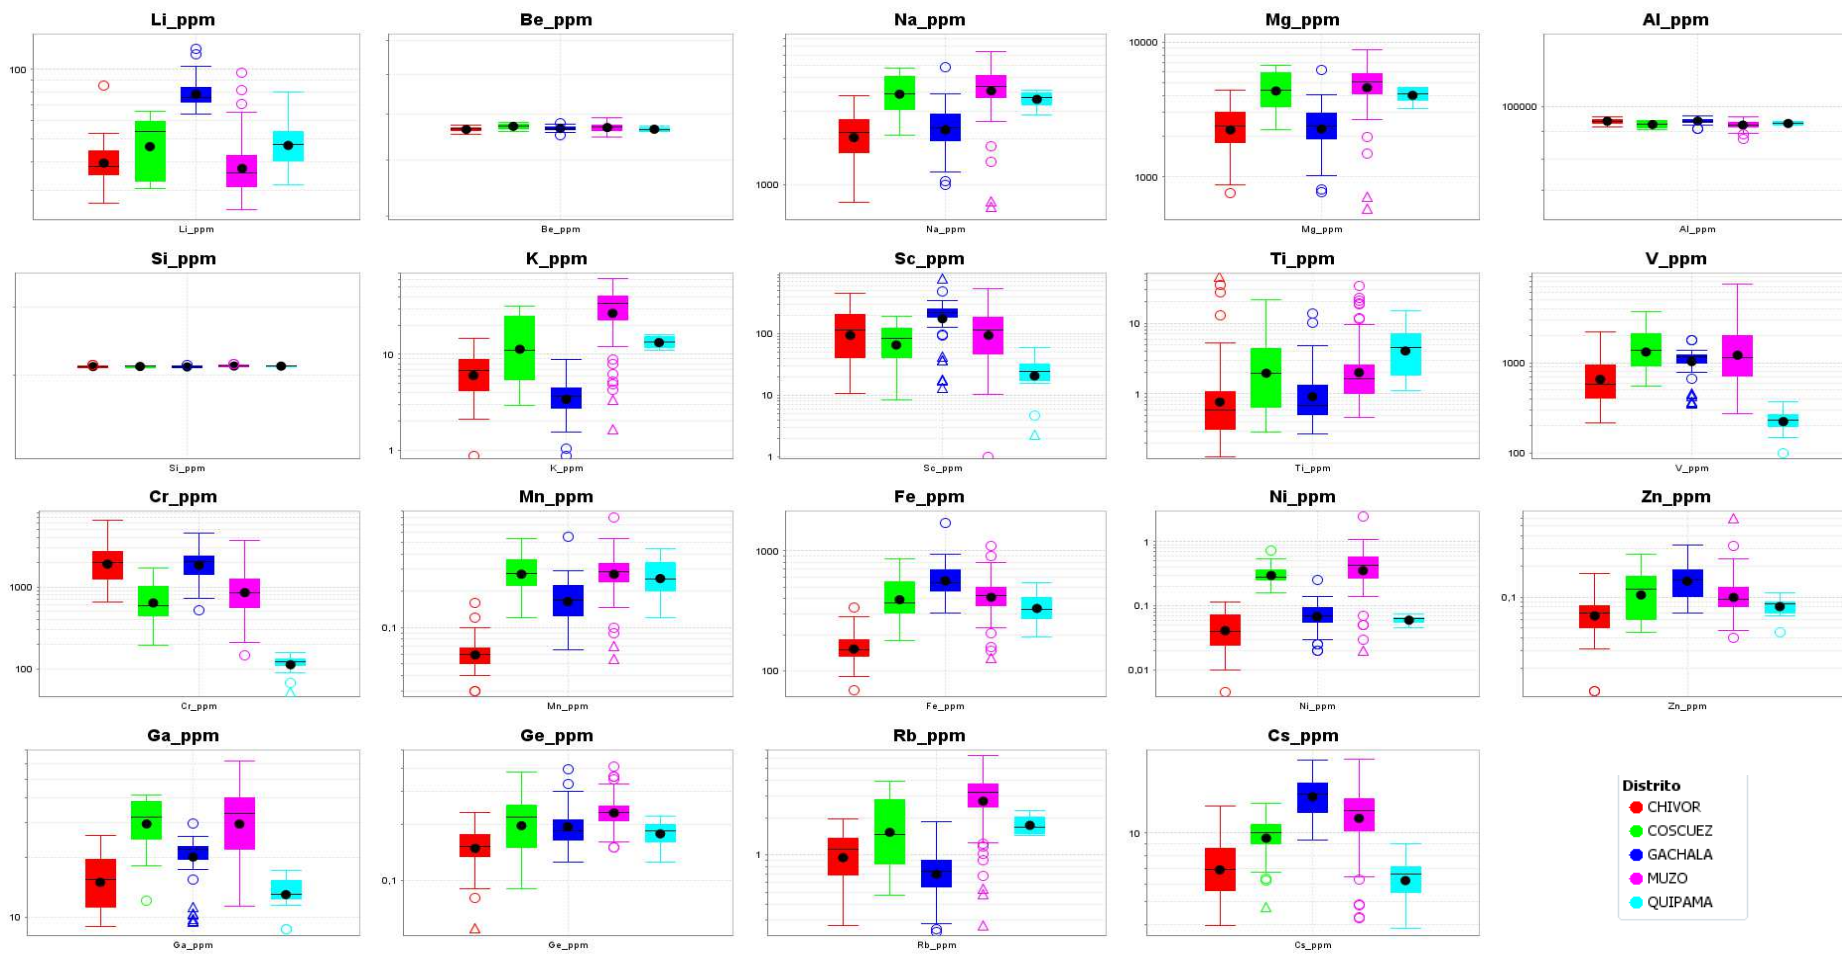 Li_ppm
Be_ppm
Na_ppm
Mg_ppm
Al_ppm
100
1000
10000
1000
100000
Li_ppm
Be_ppm
Na_ppm
Mg_ppm
Al_ppm
Si_ppm
K_ppm
Sc_ppm
Ti_ppm
V_ppm
10
1
100
10
1
10
1
1000
100
Si_ppm
K_ppm
Sc_ppm
Ti_ppm
V_ppm
Cr_ppm
Mn_ppm
Fe_ppm
Ni_ppm
Zn_ppm
1000
100
0,1
1000
100
1
0,1
0,01
0,1
Cr_ppm
Mn_ppm
Fe_ppm
Ni_ppm
Zn_ppm
Ga_ppm
Ge_ppm
Rb_ppm
Cs_ppm
10
0,1
1
10
Ga_ppm
Ge_ppm
Rb_ppm
Cs_ppm
Distrito
CHIVOR
COSCUEZ
GACHALA
MUZO
QUIPAMA